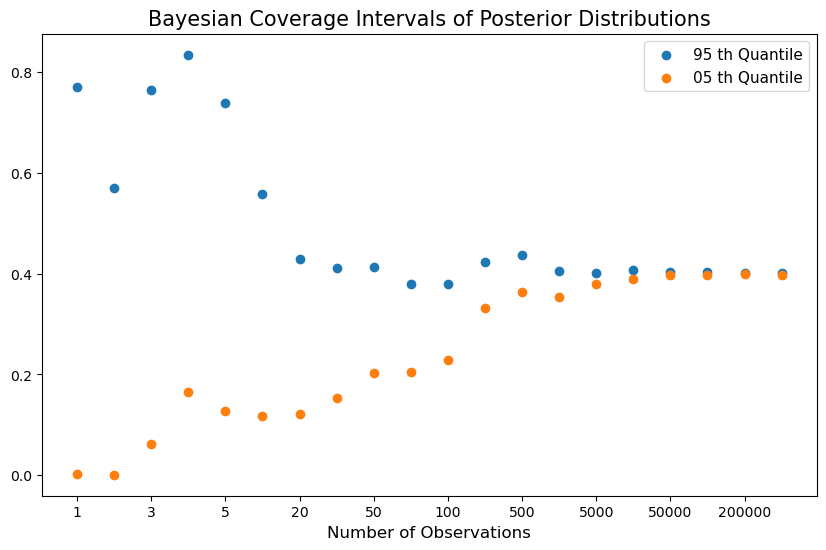 Bayesian Coverage Intervals of Posterior Distributions
95 th Quantile
05 th Quantile
0.8
0.6
0.4
0.2
0.0
1 3 5 20 50 100 500 5000 50000 200000
Number of Observations